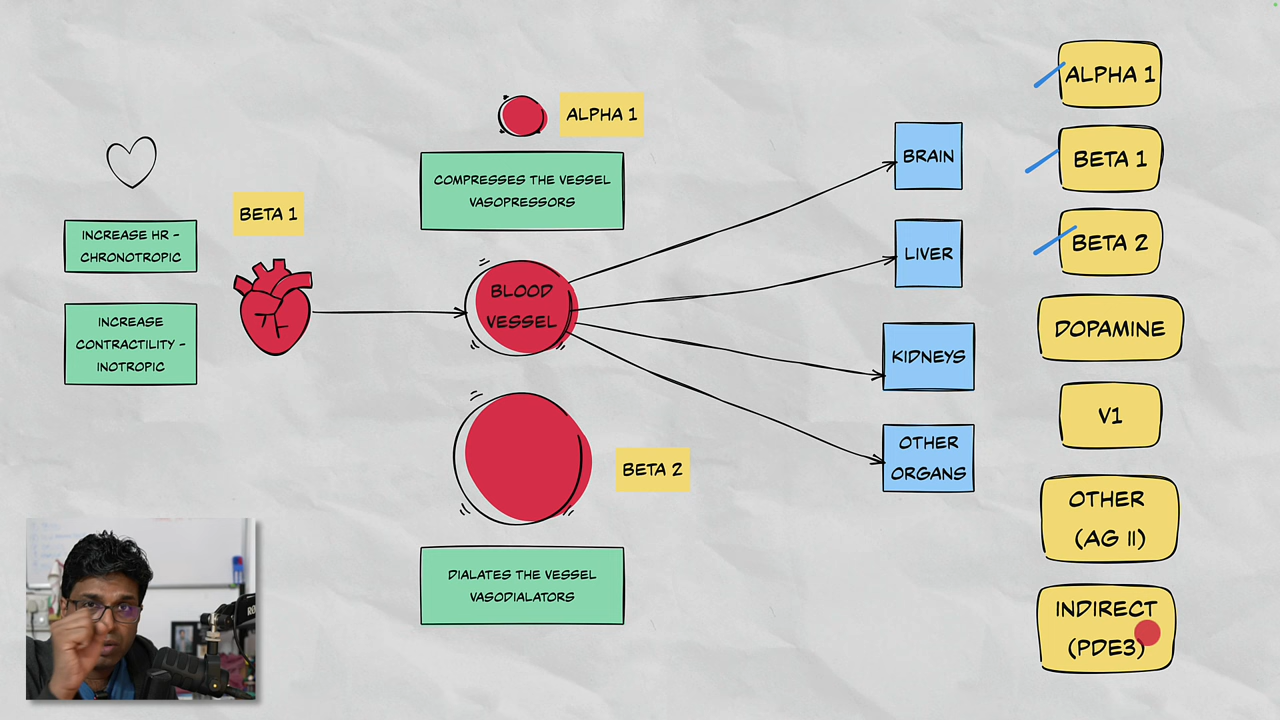 INCREASE HR -
CHRONOTROPIC
INCREASE
CONTRACTILITY -
INOTROPIC
BETA 1
ALPHA 1
COMPRESSES THE VESSEL
VASOPRESSORS
BLOOD
VESSEL
BETA 2
DIALATES THE VESSEL
VASODIALATORS
BRAIN
LIVER
KIDNEYS
OTHER
ORGANS
ALPHA 1
BETA 1
BETA 2
DOPAMINE
V1
OTHER
(AG II)
INDIRECT
(PDE3)